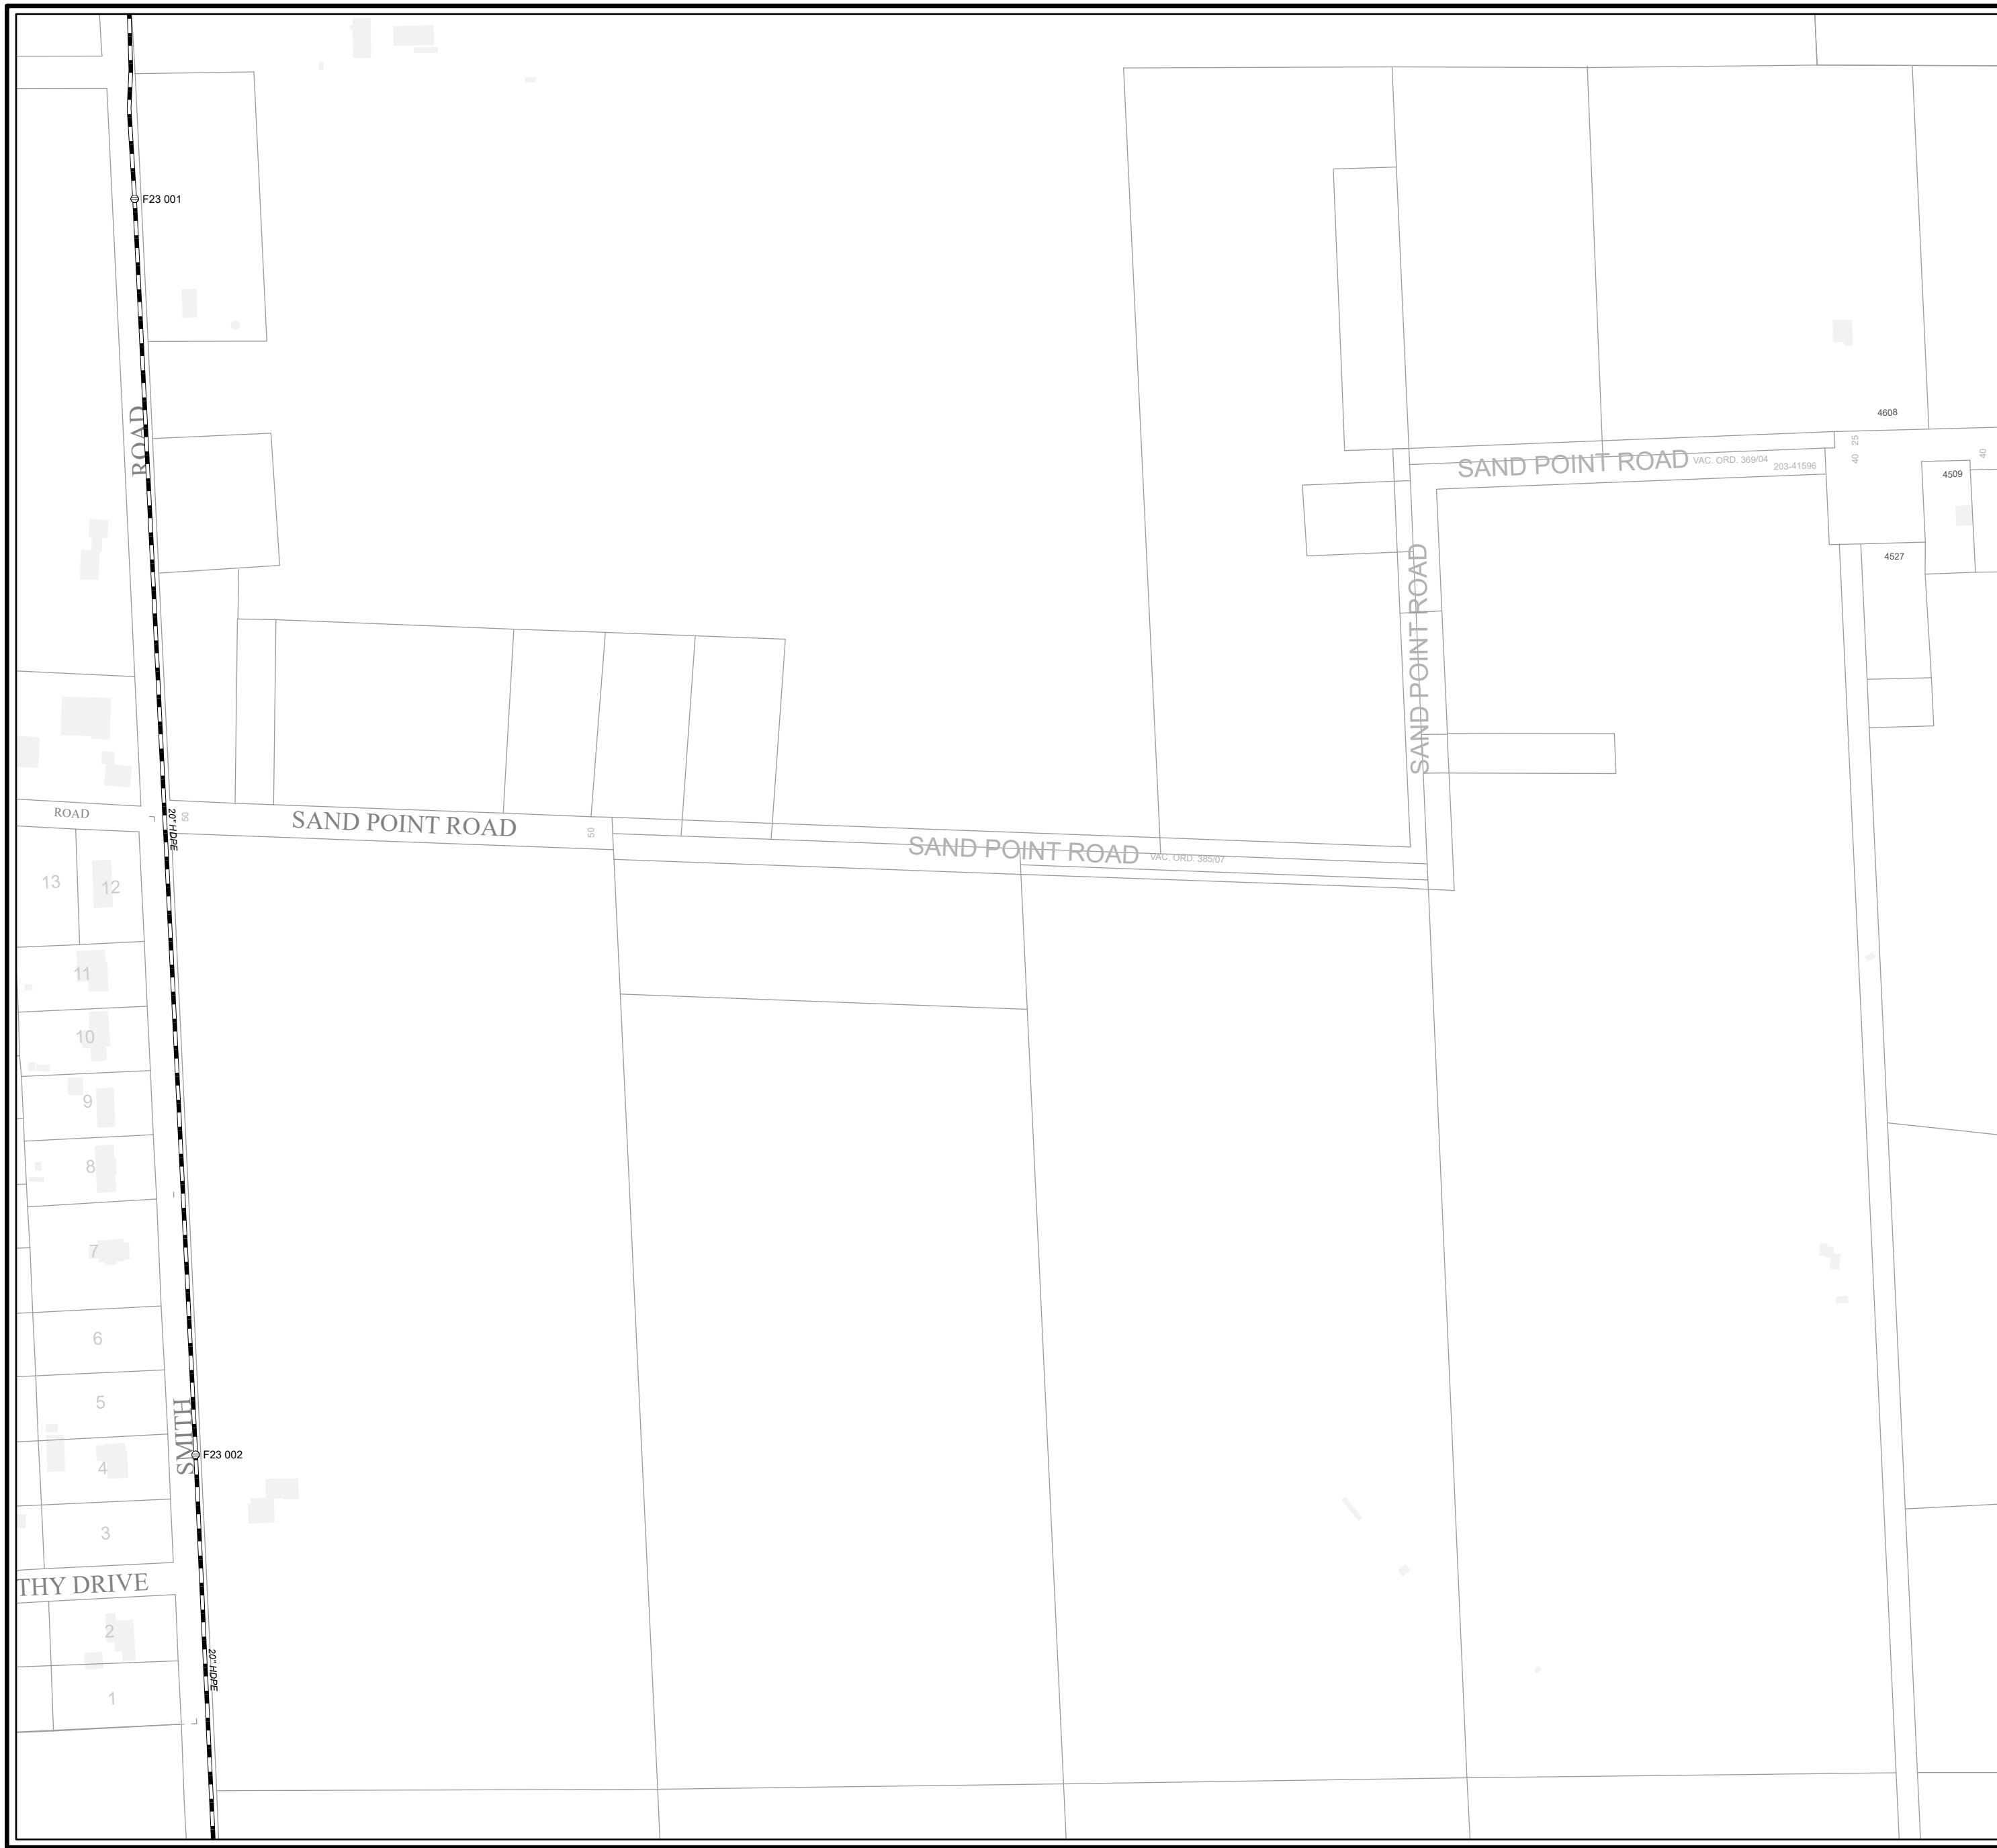 F23 001
ROAD
4608
25
40
40
SAND POINT ROAD
VAC. ORD. 369/04
203-41596
4509
4527
SAND POINT ROAD
ROAD
20" HDPE
50
SAND POINT ROAD
50
SAND POINT ROAD
VAC. ORD. 385/07
13
12
11
10
9
8
7
6
5
SMITH
F23 002
4
3
THY DRIVE
2
20" HDPE
1